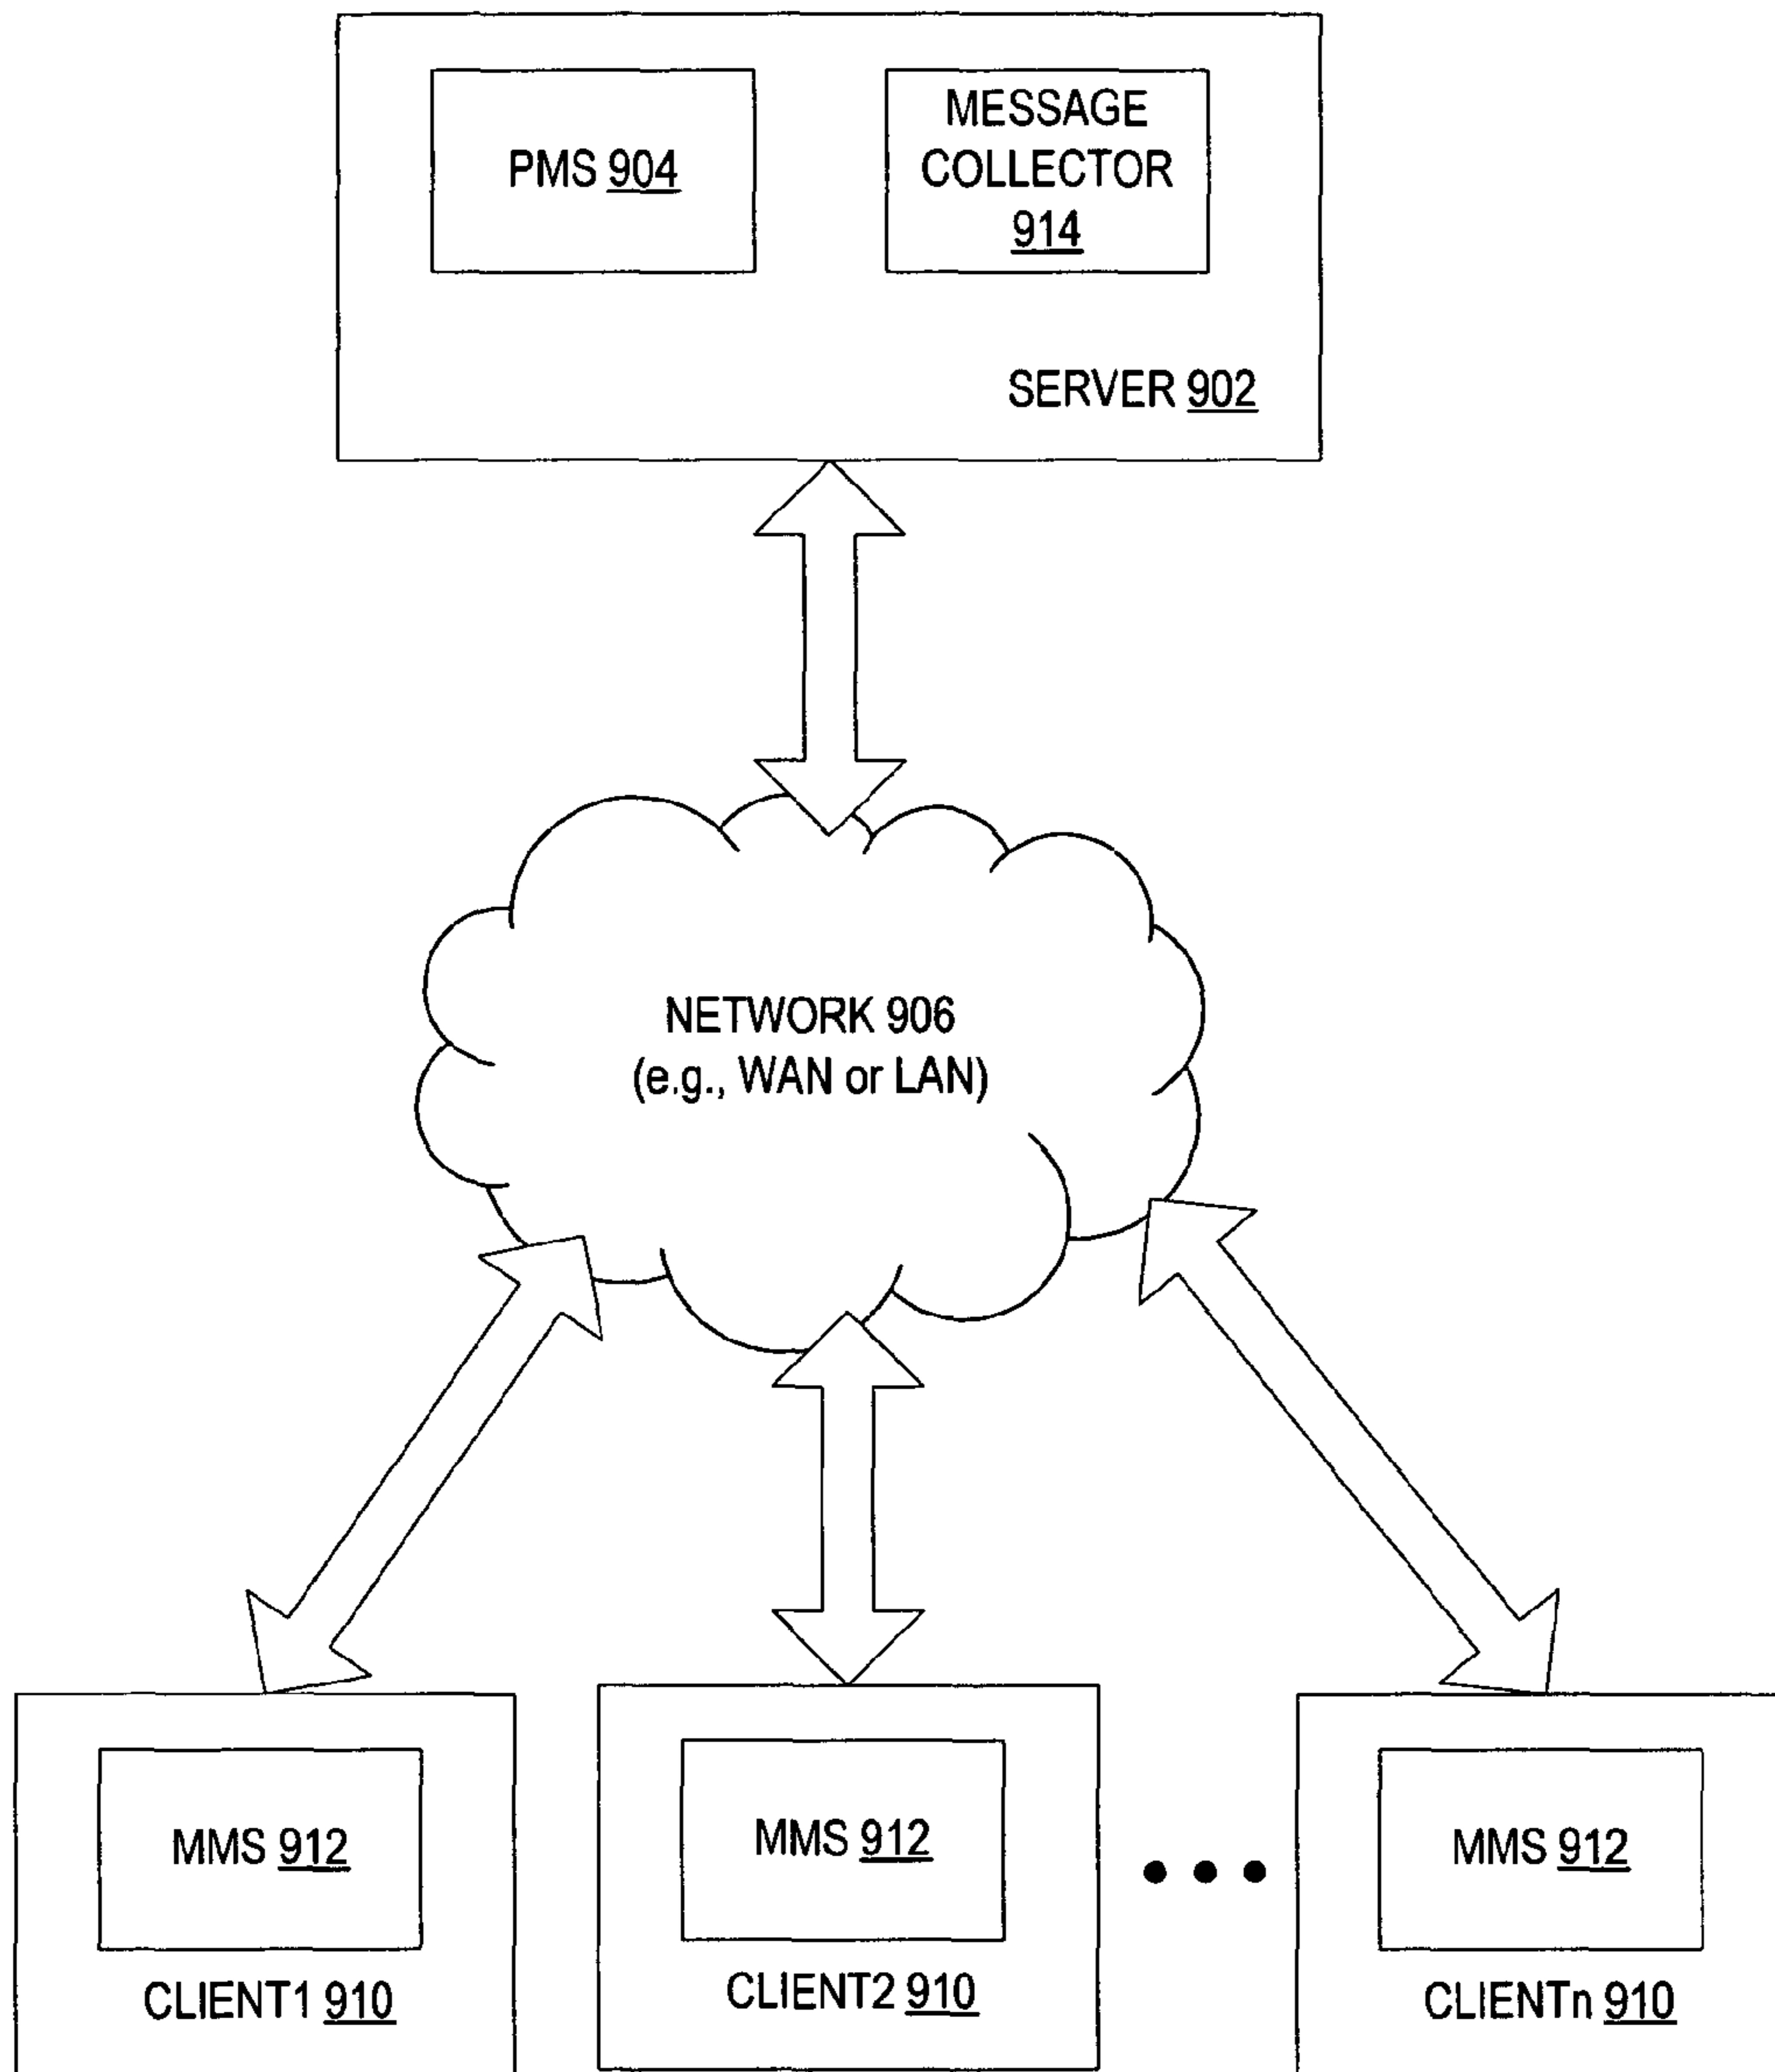 PMS 904
MESSAGE
COLLECTOR
914
SERVER 902
NETWORK 906
(e.g., WAN or LAN)
MMS 912
CLIENT1 910
MMS 912
CLIENT2 910
MMS 912
CLIENTn 910